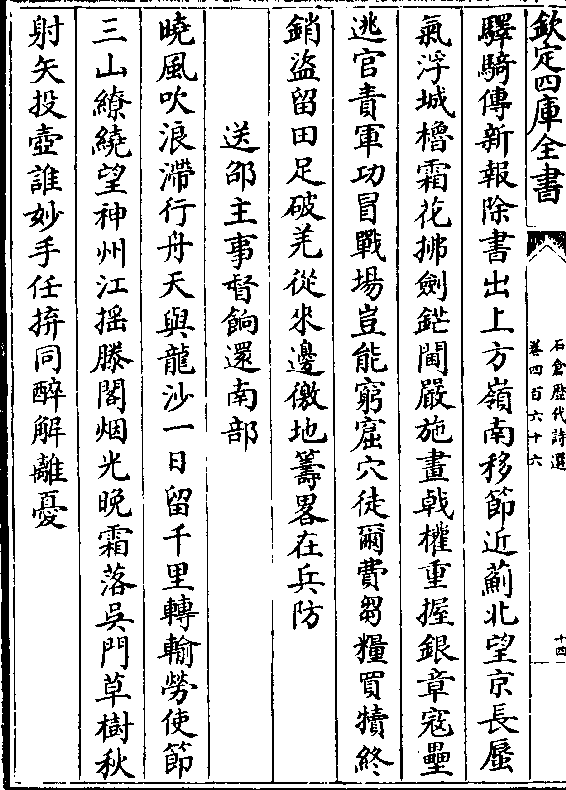 欽定四庫全書
石倉歴代詩選
卷四百六十六
十四
驛騎傳新報除書出上方嶺南移節近薊北望京長蜃
氣浮城櫓霜花拂劍鋩閫嚴施畫㦸權重握銀章寇壘
逃官責軍功冒戰場豈能窮窟穴徒爾費芻糧買犢終
銷盜留田足破羌從來邊徼地籌畧在兵防
送邵主事督餉還南部
曉風吹浪滯行舟天與龍沙一日留千里轉輸勞使節
三山繚繞望神州江摇滕閣烟光晚霜落吳門草樹秋
射矢投壺誰妙手任拚同醉解離憂